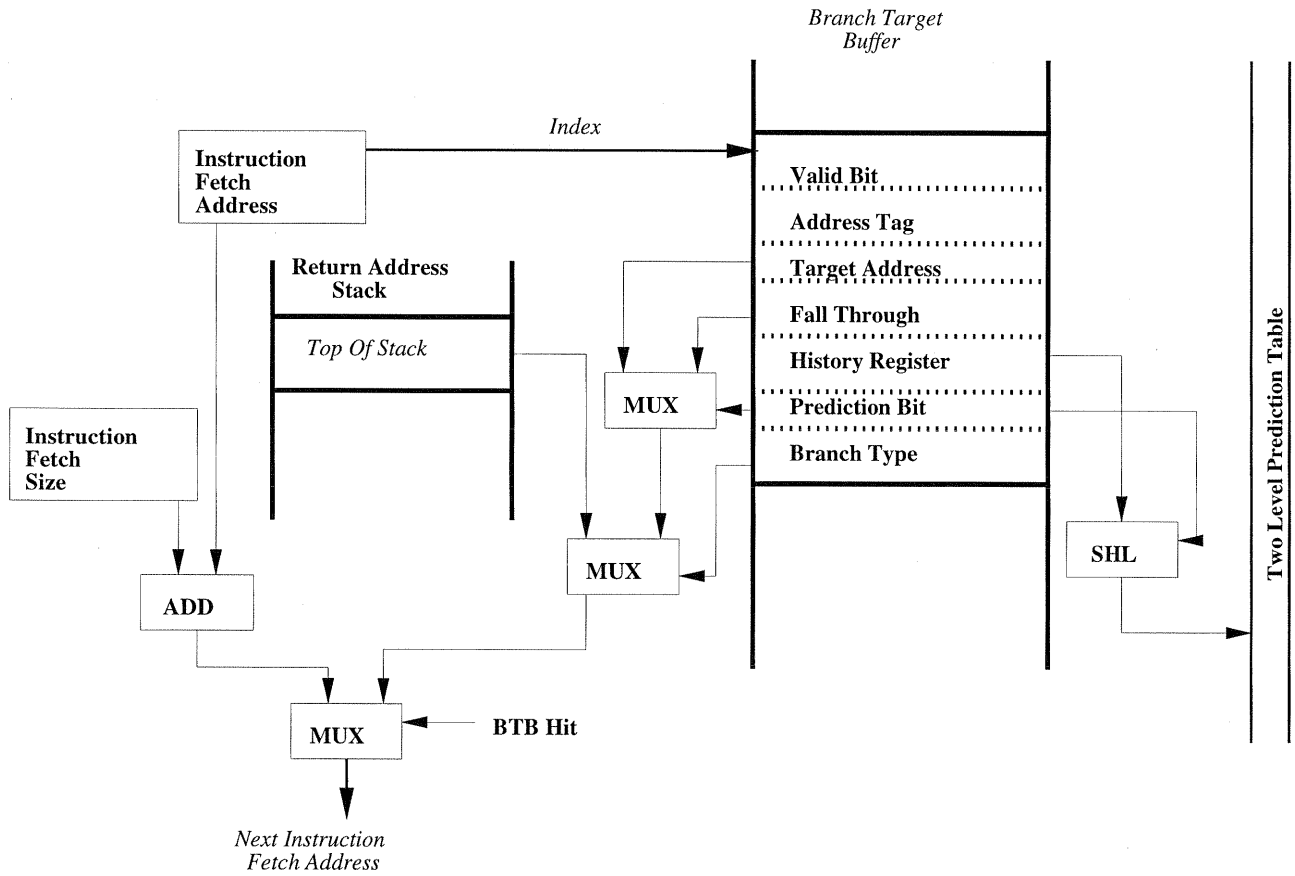 Branch Target
Buffer
Index
Instruction
Fetch
Address
Valid Bit
Address Tag
Return Address
Stack
Target Address
Fall Through
Top Of Stack
History Register
MUX
Prediction Bit
Instruction
Fetch
Size
Branch Type
Two Level Prediction Table
SHL
MUX
ADD
MUX
BTB Hit
Next Instruction
Fetch Address